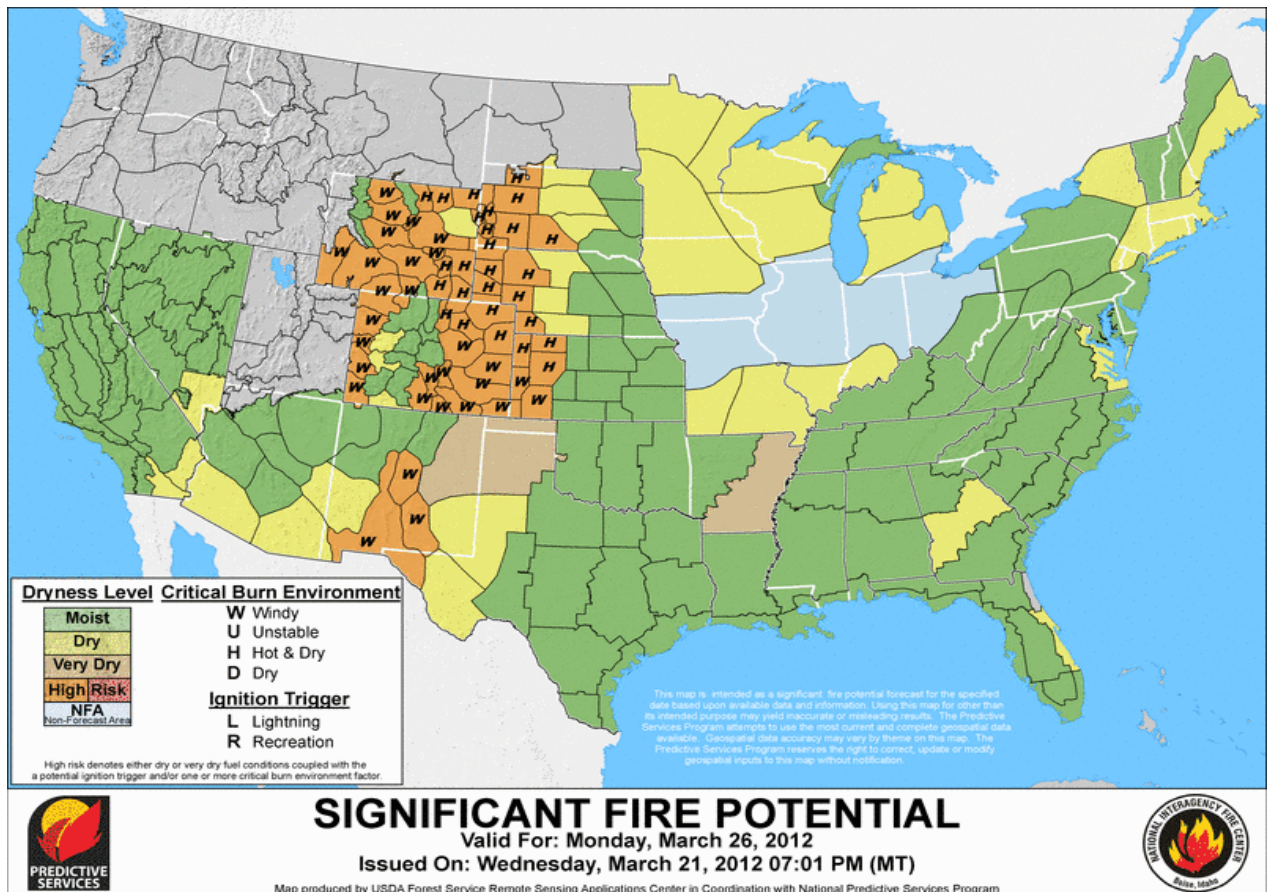 Dryness Level
Moist
Dry
Very Dry
High Risk
NFA
Non-Forecast Area
Critical Burn Environment
W Windy
U Unstable
H Hot & Dry
D Dry
Ignition Trigger
L Lightning
R Recreation
High risk denotes either dry or very dry fuel conditions coupled with the
a potential ignition trigger and/or one or more critical burn environment factor.
This map is intended as a significant fire potential forecast for the specified
date based upon available data and information. Using this map for other than
its intended purpose may yield inaccurate or misleading results. The Predictive
Services Program attempts to use the most current and complete geospatial data
available. Geospatial data accuracy may vary by theme on this map. The
Predictive Services Program reserves the right to correct, update or modify
geospatial inputs to this map without notification.
PREDICTIVE
SERVICES
SIGNIFICANT FIRE POTENTIAL
Valid For: Monday, March 26, 2012
Issued On: Wednesday, March 21, 2012 07:01 PM (MT)
Map produced by USDA Forest Service Remote Sensing Applications Center in Coordination with National Predictive Services Program
NATIONAL INTERAGENCY FIRE CENTER
Boise, Idaho